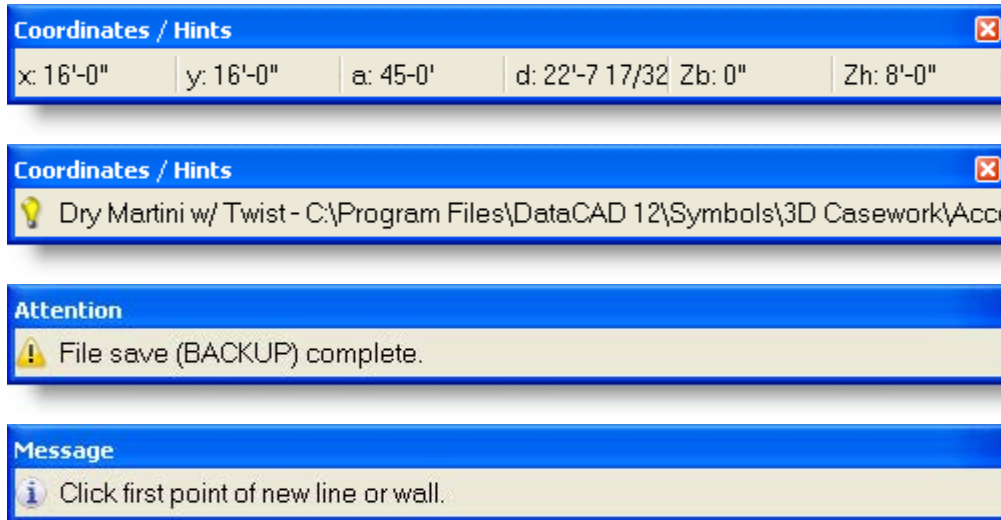 Coordinates / Hints
x: 16'-0" y: 16'-0" a: 45-0' d: 22'-7 17/32 Zb: 0" Zh: 8'-0"
Coordinates / Hints
Dry Martini w/ Twist - C:\Program Files\DataCAD 12\Symbols\3D Casework\Acce
Attention
File save (BACKUP) complete.
Message
Click first point of new line or wall.